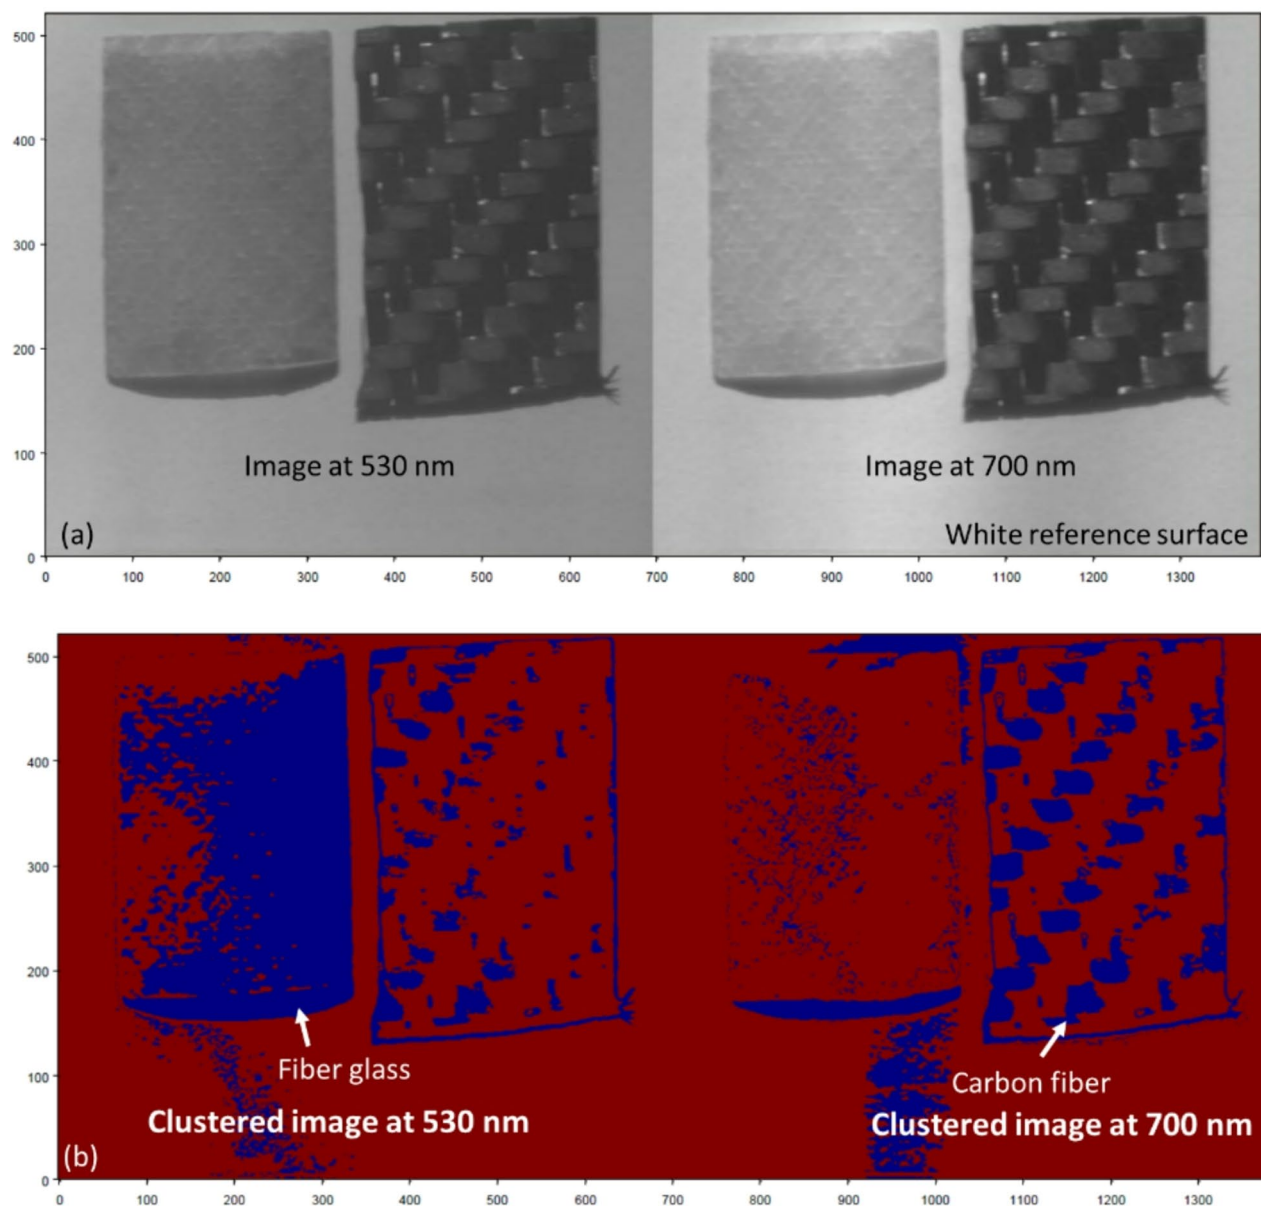 500
400
300
200
100
0
Image at 530 nm
Image at 700 nm
(a)
White reference surface
0 100 200 300 400 500 600 700 800 900 1000 1100 1200 1300
500
400
300
200
100
0
Fiber glass
Carbon fiber
Clustered image at 530 nm
Clustered image at 700 nm
(b)
0 100 200 300 400 500 600 700 800 900 1000 1100 1200 1300